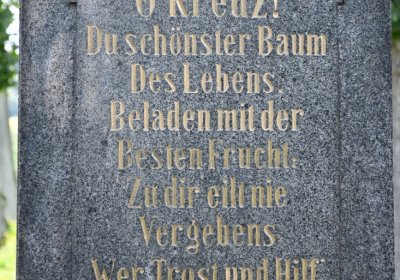 O Kreuz!
Du schönster Baum
Des Lebens.
Beladen mit der
Besten Frucht;
Zu dir eilt nie
Vergebens
Wer Trost und Hilf'